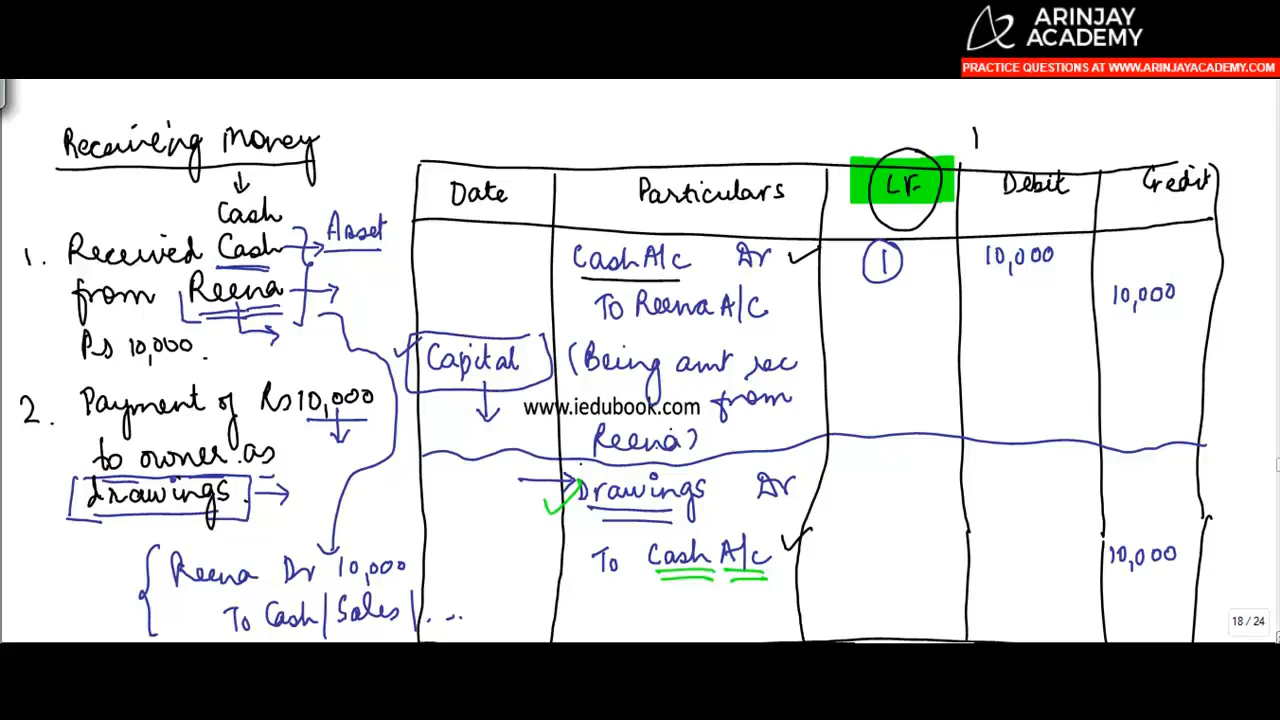 ARINJAY
ACADEMY
PRACTICE QUESTIONS AT WWW.ARINJAYACADEMY.COM
Receiving Money
Cash
1. Received Cash
from Reena
Rs 10,000.
Asset
2. Payment of Rs 10,000
to owner as
drawings.
Reena Dr 10,000
To Cash/Sales/...
1
Date Particulars LF Debit Credit
Cash A/c Dr 1 10,000
To Reena A/c 10,000
Capital
(Being amt rec
from
Reena)
www.iedubook.com
Drawings Dr
To Cash A/c 10,000
18 / 24